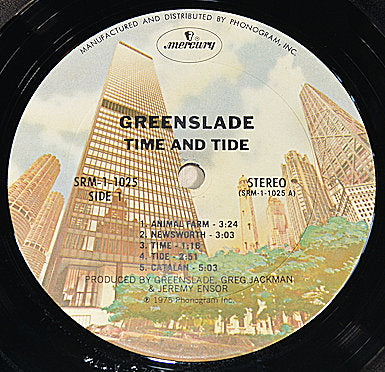 MANUFACTURED AND DISTRIBUTED BY PHONOGRAM, INC.
mercury
GREENSLADE
TIME AND TIDE
SRM-1-1025
SIDE 1
STEREO
(SRM-1-1025 A)
1. ANIMAL FARM - 3:24
2. NEWSWORTH - 3:03
3. TIME - 1:16
4. TIDE - 2:51
5. CATALAN - 5:03
PRODUCED BY GREENSLADE, GREG JACKMAN
& JEREMY ENSOR
℗ 1975 Phonogram Inc.